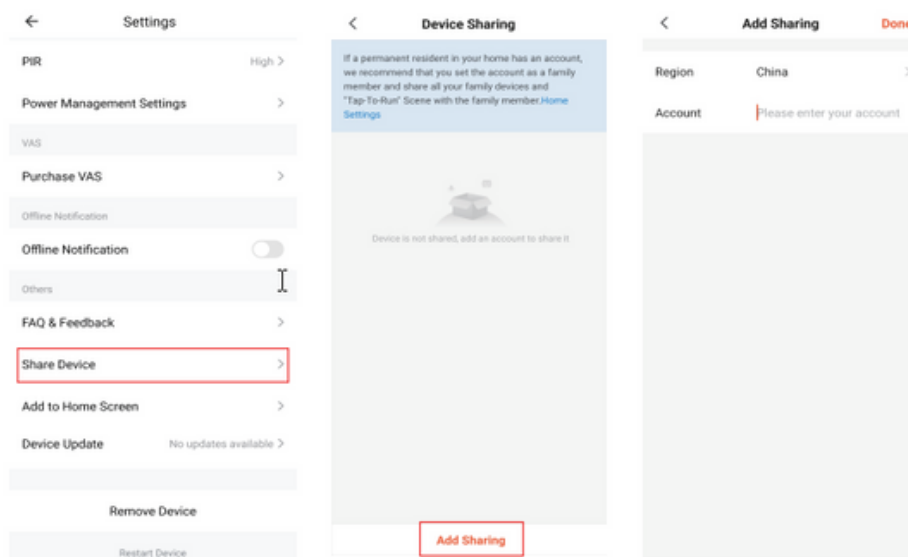 Settings
PIR
High
Power Management Settings
VAS
Purchase VAS
Offline Notification
Offline Notification
Others
FAQ & Feedback
Share Device
Add to Home Screen
Device Update
No updates available
Remove Device
Restart Device
Device Sharing
If a permanent resident in your home has an account,
we recommend that you set the account as a family
member and share all your family devices and
"Tap-To-Run" Scene with the family member.Home
Settings
Device is not shared, add an account to share it
Add Sharing
Add Sharing
Done
Region
China
Account
Please enter your account